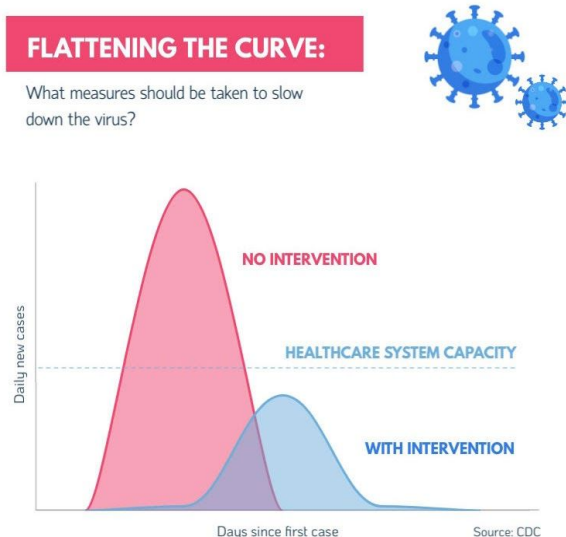 FLATTENING THE CURVE:
What measures should be taken to slow
down the virus?
NO INTERVENTION
HEALTHCARE SYSTEM CAPACITY
WITH INTERVENTION
Daily new cases
Days since first case
Source: CDC